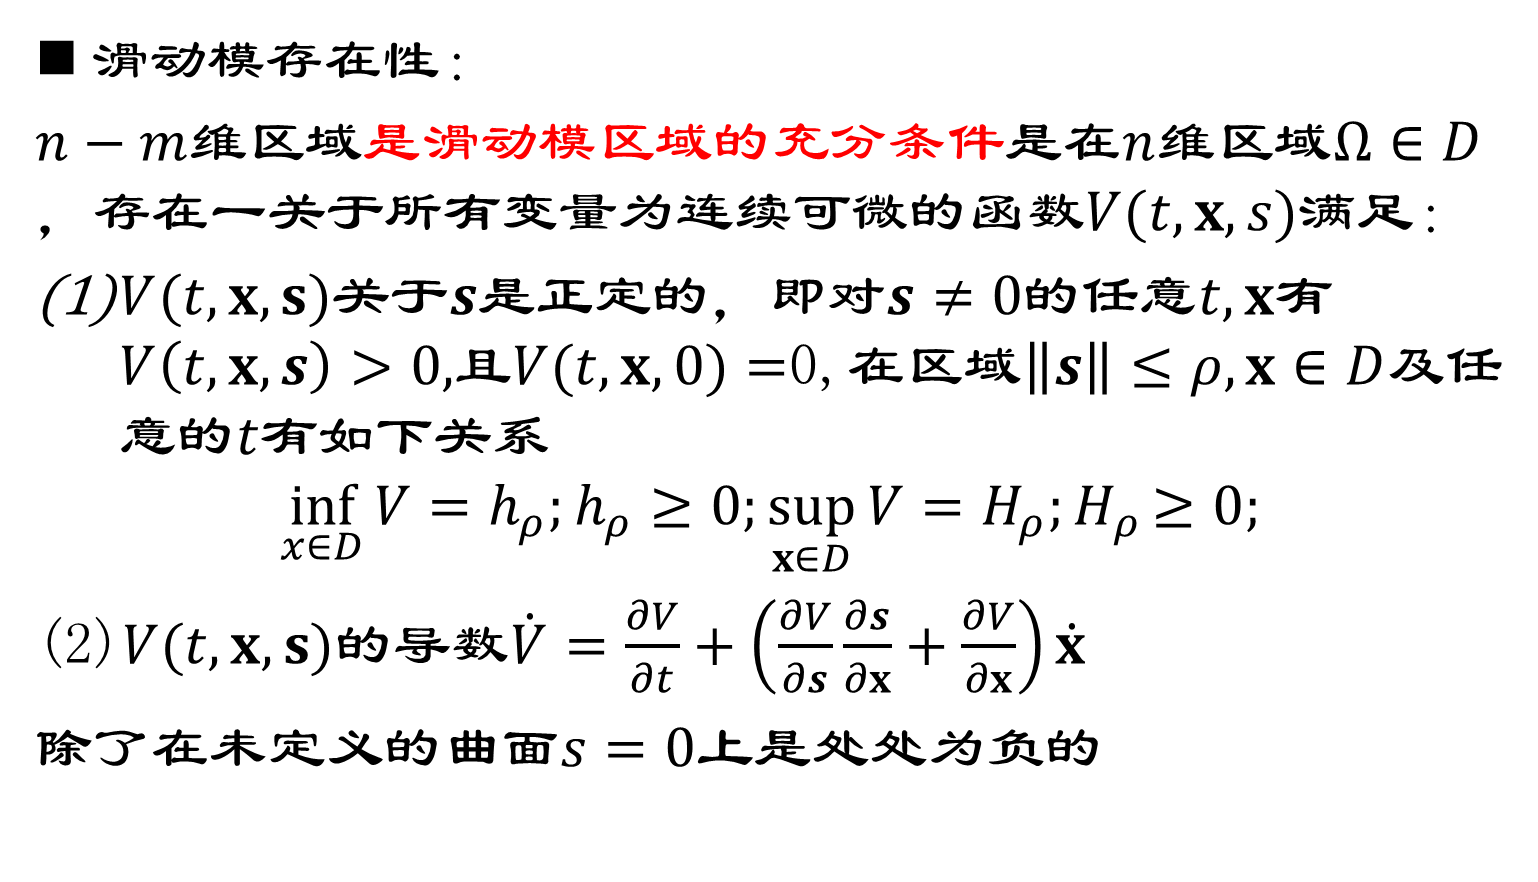 ■ 滑动模存在性:
n − m维区域是滑动模区域的充分条件是在n维区域Ω ∈ D
，存在一关于所有变量为连续可微的函数V(t, x, s)满足:
(1)V(t, x, s)关于s是正定的，即对s ≠ 0的任意t, x有
V(t, x, s) > 0,且V(t, x, 0) =0, 在区域‖s‖ ≤ ρ, x ∈ D及任
意的t有如下关系
inf_{x∈D} V = h_ρ; h_ρ ≥ 0; sup_{x∈D} V = H_ρ; H_ρ ≥ 0;
(2) V(t, x, s)的导数V̇ = ∂V/∂t + (∂V/∂s ∂s/∂x + ∂V/∂x) ẋ
除了在未定义的曲面s = 0上是处处为负的